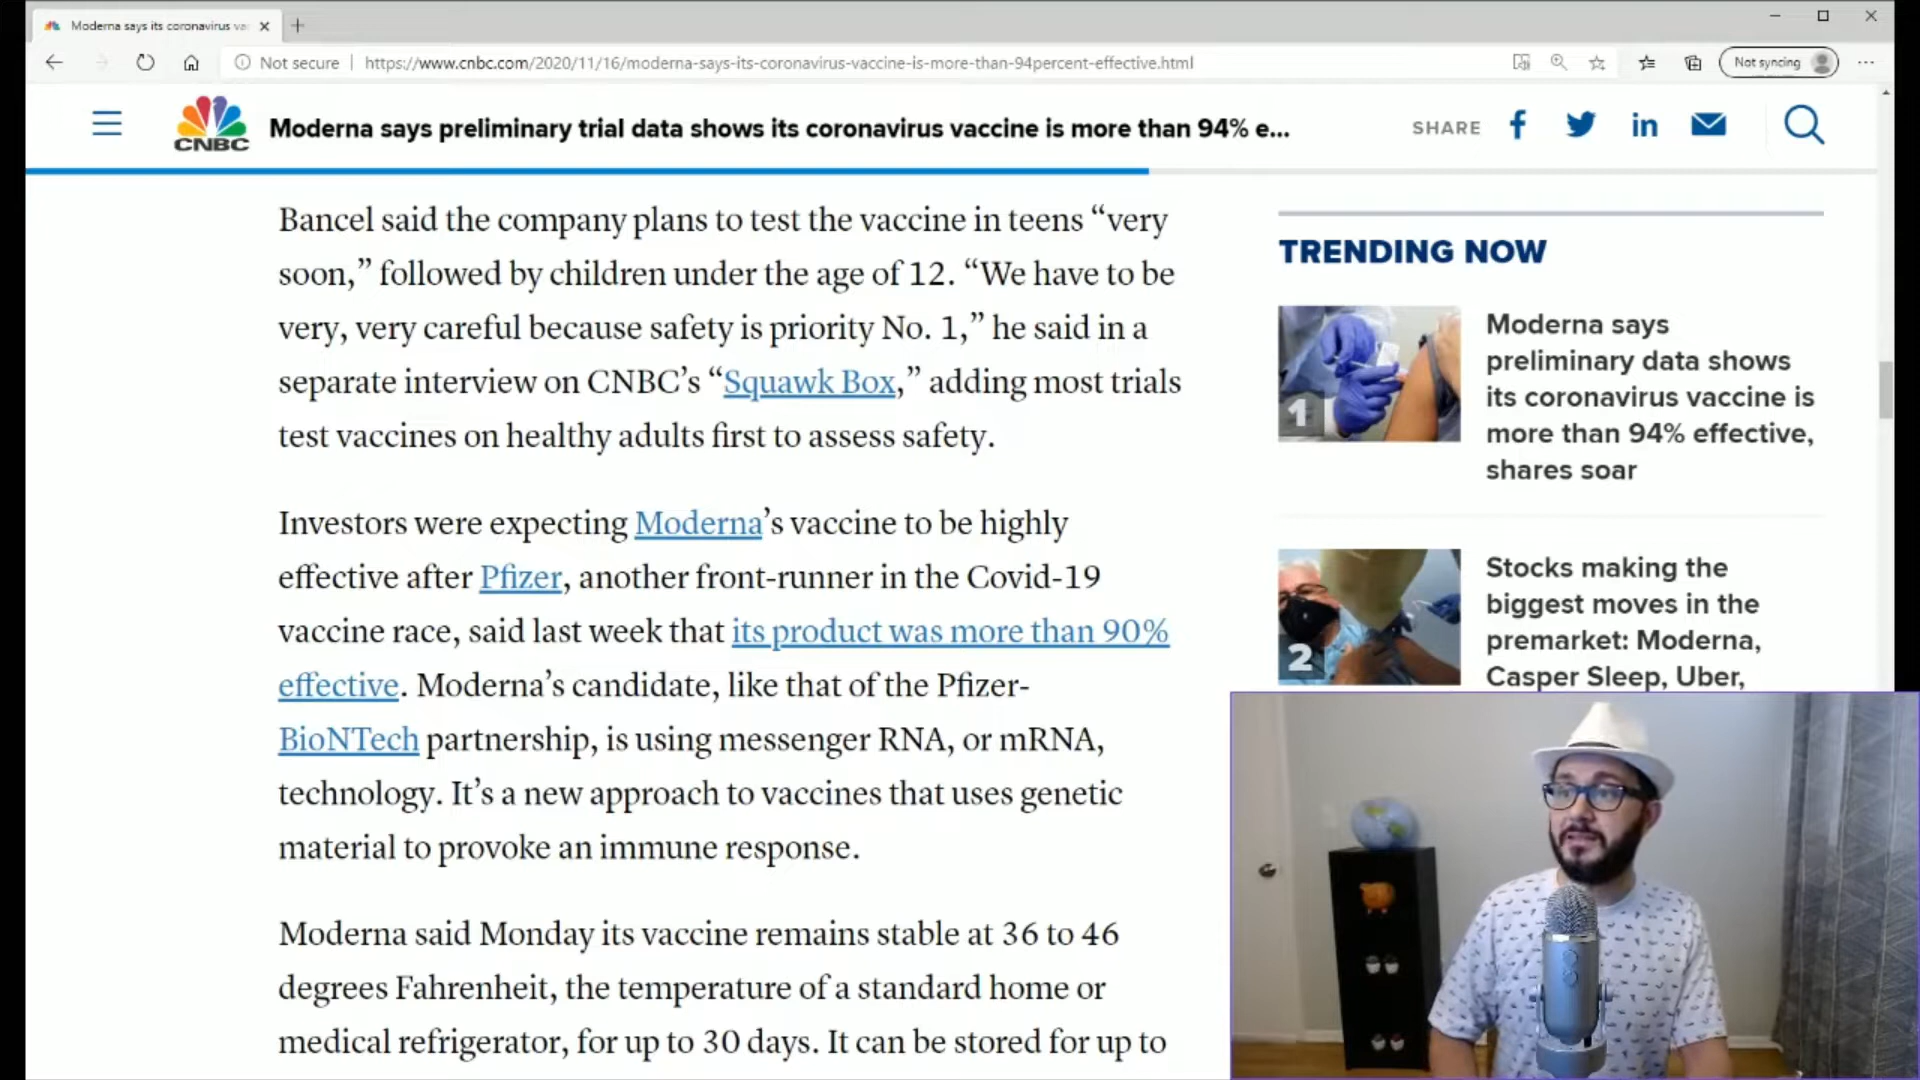 Moderna says its coronavirus va
Not secure
https://www.cnbc.com/2020/11/16/moderna-says-its-coronavirus-vaccine-is-more-than-94percent-effective.html
Not syncing
CNBC
Moderna says preliminary trial data shows its coronavirus vaccine is more than 94% e...
SHARE
Bancel said the company plans to test the vaccine in teens “very
soon,” followed by children under the age of 12. “We have to be
very, very careful because safety is priority No. 1,” he said in a
separate interview on CNBC’s “Squawk Box,” adding most trials
test vaccines on healthy adults first to assess safety.
Investors were expecting Moderna’s vaccine to be highly
effective after Pfizer, another front-runner in the Covid-19
vaccine race, said last week that its product was more than 90%
effective. Moderna’s candidate, like that of the Pfizer-
BioNTech partnership, is using messenger RNA, or mRNA,
technology. It’s a new approach to vaccines that uses genetic
material to provoke an immune response.
Moderna said Monday its vaccine remains stable at 36 to 46
degrees Fahrenheit, the temperature of a standard home or
medical refrigerator, for up to 30 days. It can be stored for up to
TRENDING NOW
1
Moderna says
preliminary data shows
its coronavirus vaccine is
more than 94% effective,
shares soar
2
Stocks making the
biggest moves in the
premarket: Moderna,
Casper Sleep, Uber,